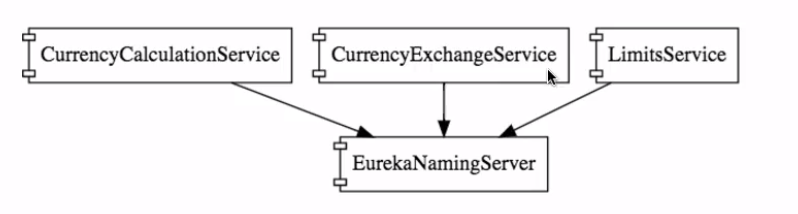 CurrencyCalculationService
CurrencyExchangeService
LimitsService
EurekaNamingServer